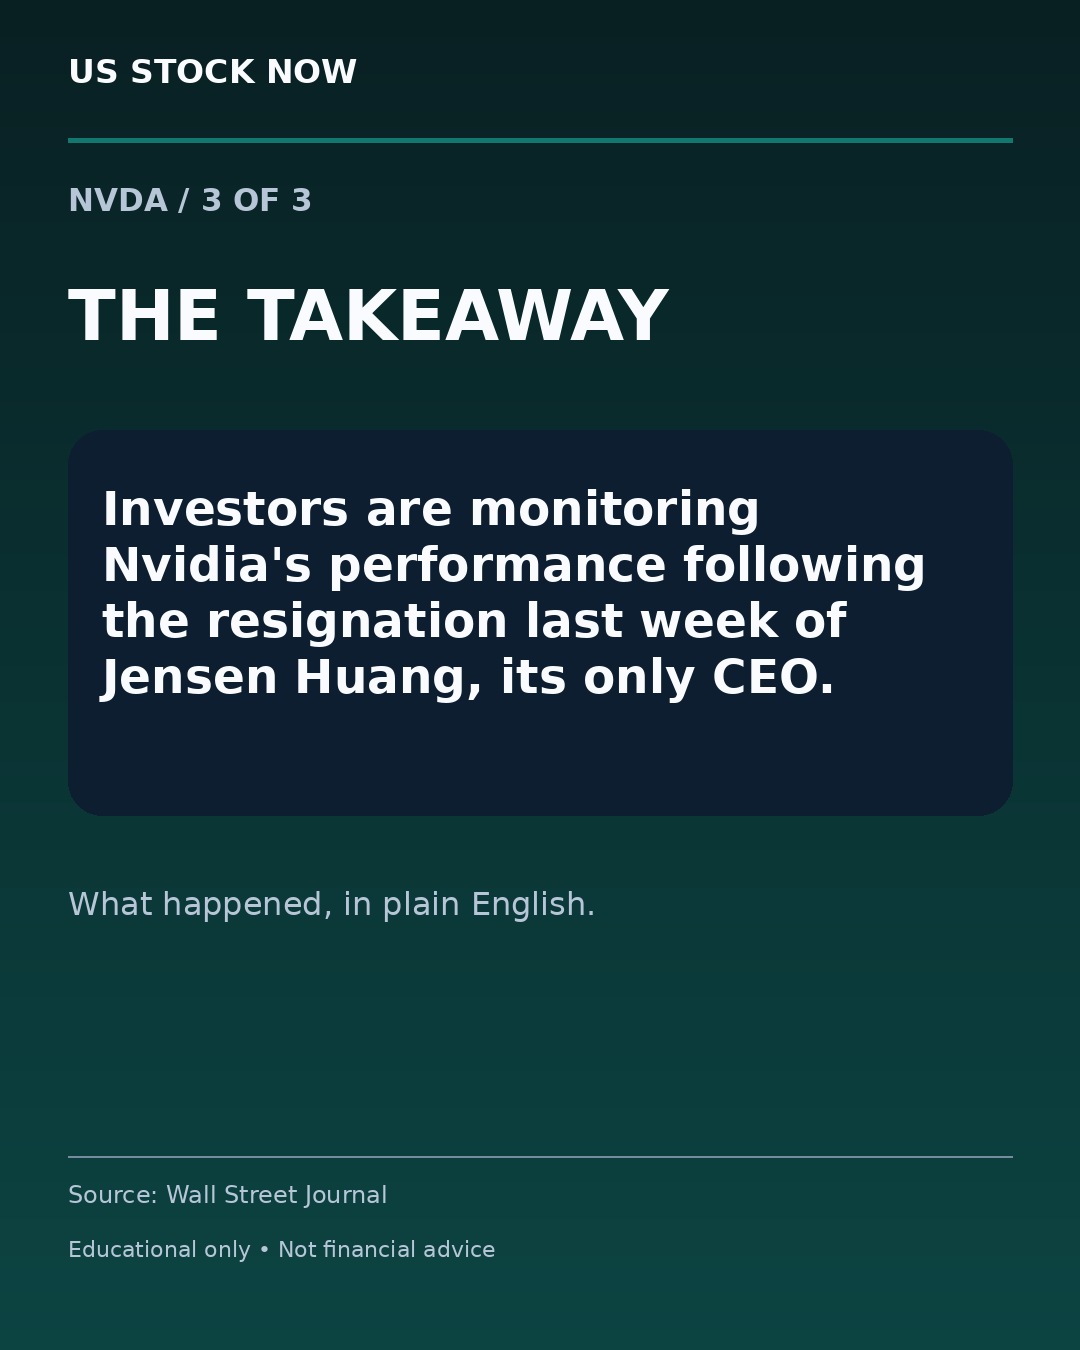 US STOCK NOW
NVDA / 3 OF 3
THE TAKEAWAY
Investors are monitoring
Nvidia's performance following
the resignation last week of
Jensen Huang, its only CEO.
What happened, in plain English.
Source: Wall Street Journal
Educational only • Not financial advice